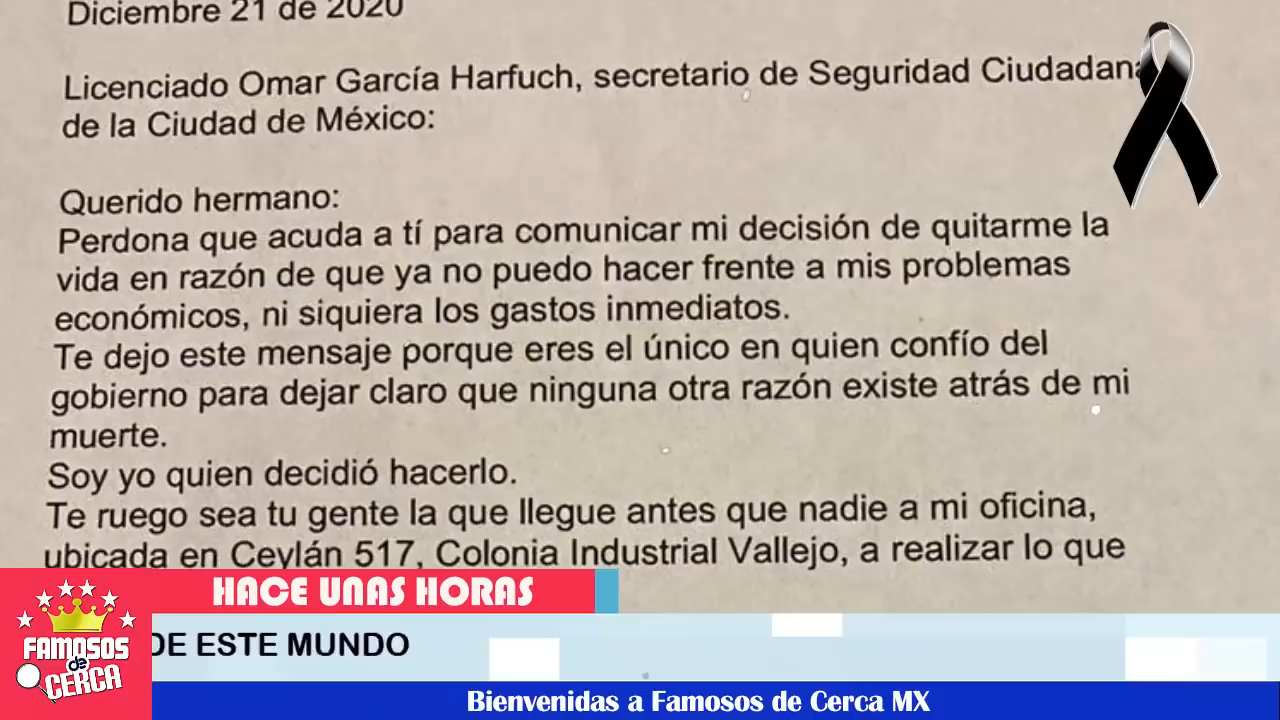 Diciembre 21 de 2020
Licenciado Omar García Harfuch, secretario de Seguridad Ciudadana
de la Ciudad de México:
Querido hermano:
Perdona que acuda a tí para comunicar mi decisión de quitarme la
vida en razón de que ya no puedo hacer frente a mis problemas
económicos, ni siquiera los gastos inmediatos.
Te dejo este mensaje porque eres el único en quien confío del
gobierno para dejar claro que ninguna otra razón existe atrás de mi
muerte.
Soy yo quien decidió hacerlo.
Te ruego sea tu gente la que llegue antes que nadie a mi oficina,
ubicada en Ceylán 517, Colonia Industrial Vallejo, a realizar lo que
HACE UNAS HORAS
DE ESTE MUNDO
FAMOSOS
de
CERCA
Bienvenidas a Famosos de Cerca MX